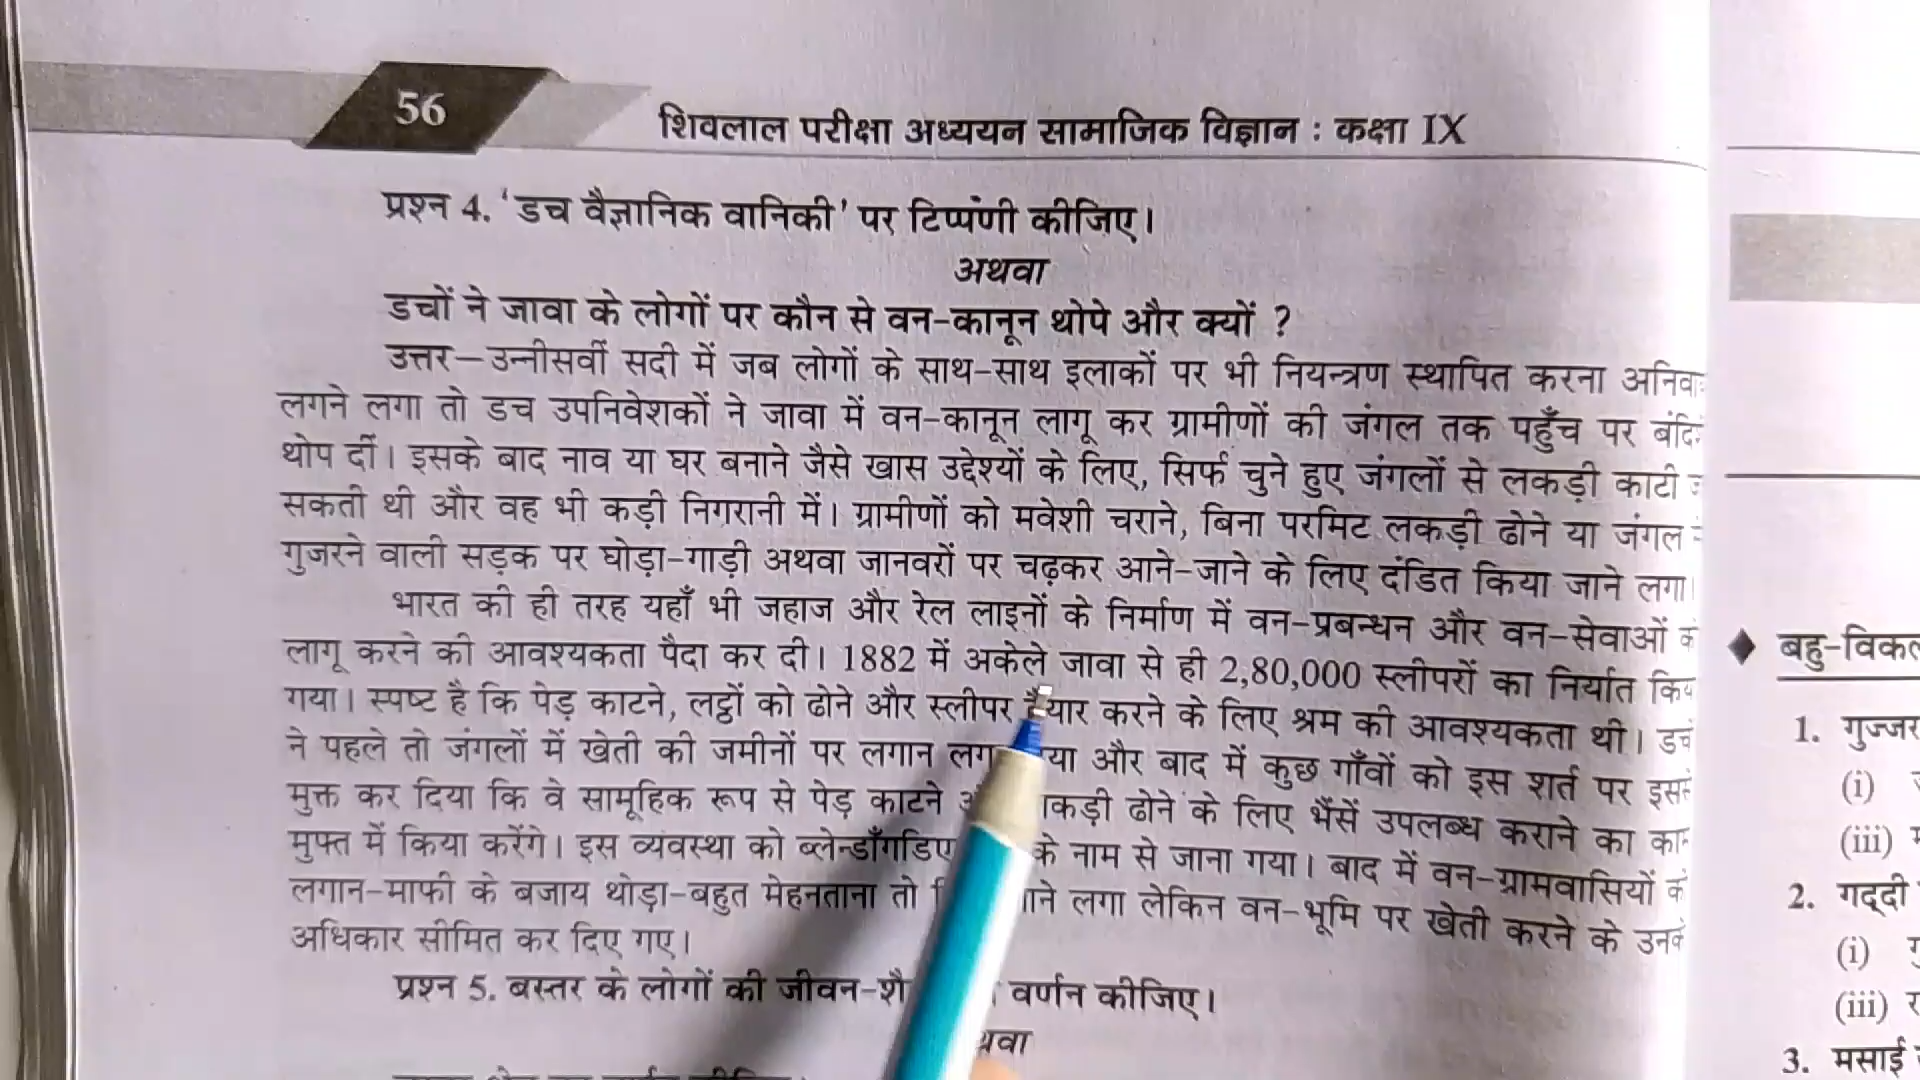 56
शिवलाल परीक्षा अध्ययन सामाजिक विज्ञान : कक्षा IX
प्रश्न 4. 'डच वैज्ञानिक वानिकी' पर टिप्पणी कीजिए।
अथवा
डचों ने जावा के लोगों पर कौन से वन-कानून थोपे और क्यों ?
उत्तर—उन्नीसवीं सदी में जब लोगों के साथ-साथ इलाकों पर भी नियन्त्रण स्थापित करना
लगने लगा तो डच उपनिवेशकों ने जावा में वन-कानून लागू कर ग्रामीणों की जंगल तक पहुँच पर
थोप दीं। इसके बाद नाव या घर बनाने जैसे खास उद्देश्यों के लिए, सिर्फ चुने हुए जंगलों से लकड़ी काटी
सकती थी और वह भी कड़ी निगरानी में। ग्रामीणों को मवेशी चराने, बिना परमिट लकड़ी ढोने या जंगल
गुजरने वाली सड़क पर घोड़ा-गाड़ी अथवा जानवरों पर चढ़कर आने-जाने के लिए दंडित किया जाने लगा।
भारत की ही तरह यहाँ भी जहाज और रेल लाइनों के निर्माण में वन-प्रबन्धन और वन-सेवाओं
लागू करने की आवश्यकता पैदा कर दी। 1882 में अकेले जावा से ही 2,80,000 स्लीपरों का निर्यात
गया। स्पष्ट है कि पेड़ काटने, लट्ठों को ढोने और स्लीपर तैयार करने के लिए श्रम की आवश्यकता थी।
ने पहले तो जंगलों में खेती की जमीनों पर लगान और बाद में कुछ गाँवों को इस शर्त पर
मुक्त कर दिया कि वे सामूहिक रूप से पेड़ काटने ढोने के लिए भैंसें उपलब्ध कराने का
मुफ्त में किया करेंगे। इस व्यवस्था को के नाम से जाना गया। बाद में वन-ग्रामवासियों
लगान-माफी के बजाय थोड़ा-बहुत मेहनताना तो लगा लेकिन वन-भूमि पर खेती करने के
अधिकार सीमित कर दिए गए।
प्रश्न 5. बस्तर के लोगों की वर्णन कीजिए।
बहु-विकल
1. गुज्जर
(i)
(iii)
2. गद्दी
(i)
(iii)
3. मसाई